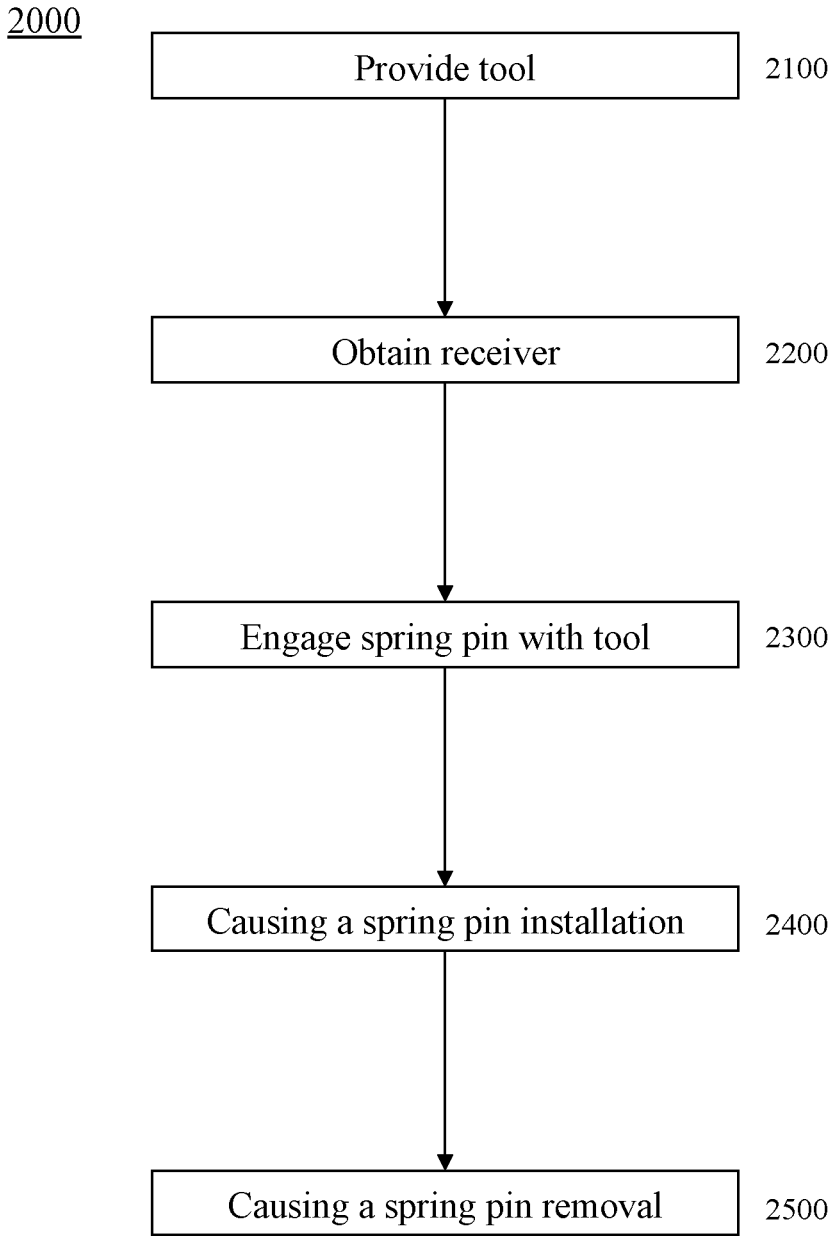 2000
Provide tool 2100
Obtain receiver 2200
Engage spring pin with tool 2300
Causing a spring pin installation 2400
Causing a spring pin removal 2500